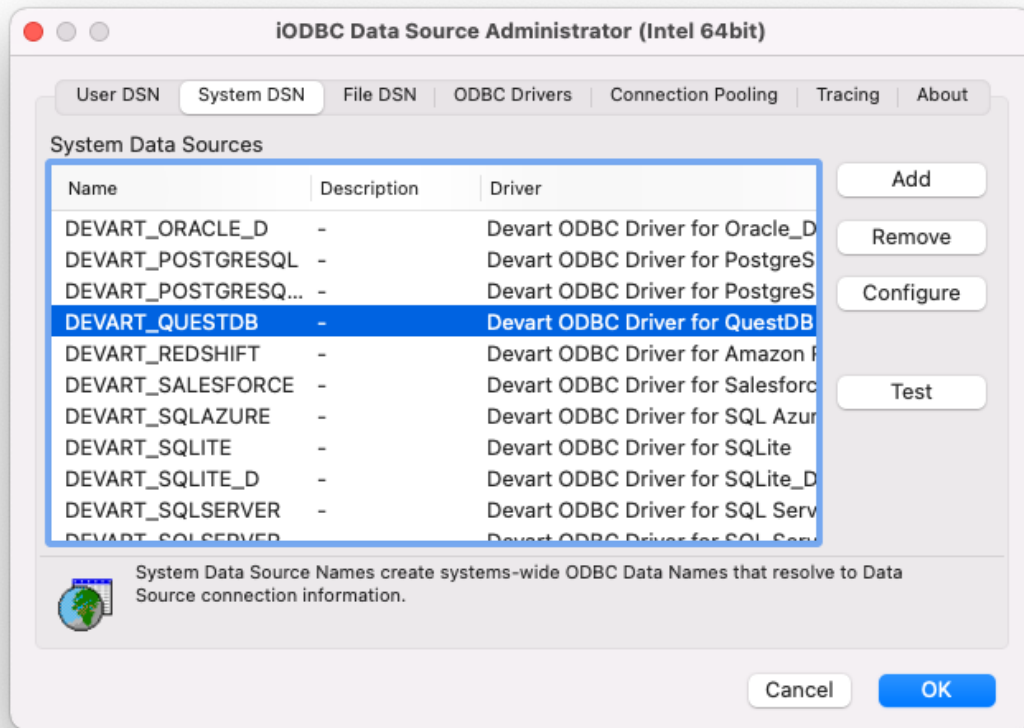 iODBC Data Source Administrator (Intel 64bit)
User DSN System DSN File DSN ODBC Drivers Connection Pooling Tracing About
System Data Sources
Name Description Driver
Add
DEVART_ORACLE_D - Devart ODBC Driver for Oracle_D
Remove
DEVART_POSTGRESQL - Devart ODBC Driver for PostgreS
DEVART_POSTGRESQ... - Devart ODBC Driver for PostgreS
Configure
DEVART_QUESTDB - Devart ODBC Driver for QuestDB
DEVART_REDSHIFT - Devart ODBC Driver for Amazon
DEVART_SALESFORCE - Devart ODBC Driver for Salesforc
Test
DEVART_SQLAZURE - Devart ODBC Driver for SQL Azur
DEVART_SQLITE - Devart ODBC Driver for SQLite
DEVART_SQLITE_D - Devart ODBC Driver for SQLite_D
DEVART_SQLSERVER - Devart ODBC Driver for SQL Serv
System Data Source Names create systems-wide ODBC Data Names that resolve to Data
Source connection information.
Cancel OK